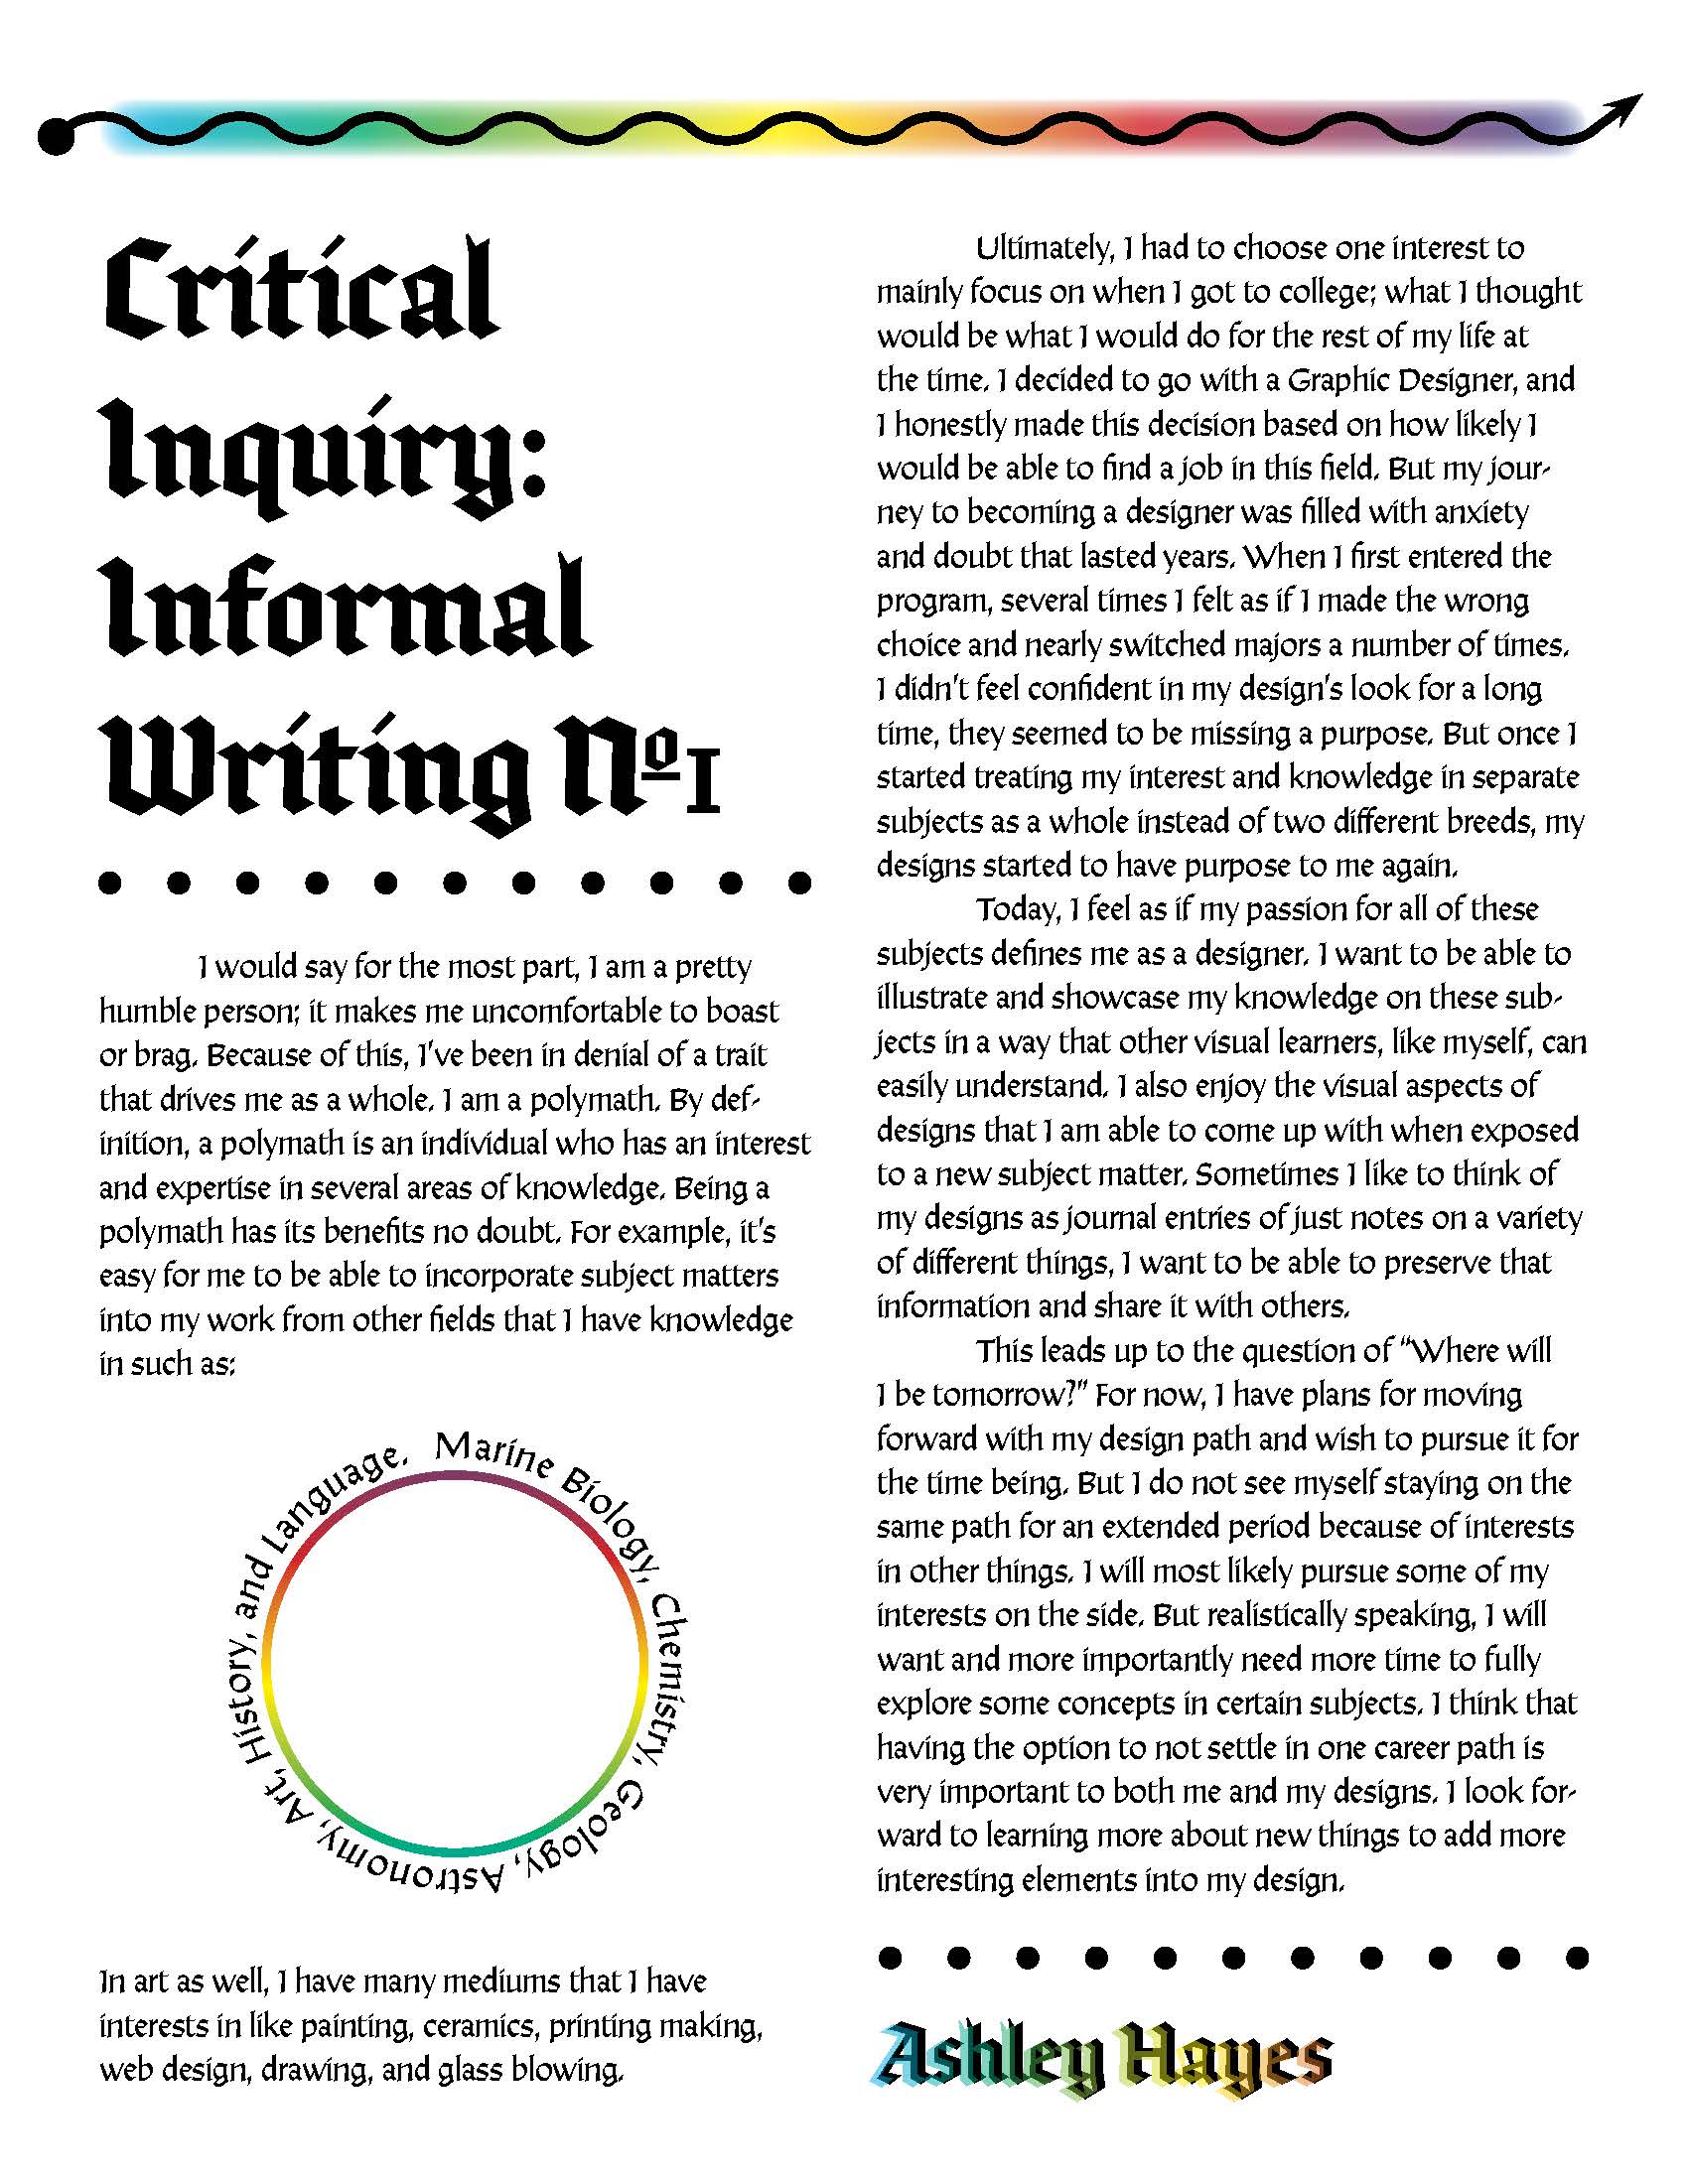 Critical
Inquiry:
Informal
Writing Nº1
I would say for the most part, I am a pretty
humble person; it makes me uncomfortable to boast
or brag. Because of this, I've been in denial of a trait
that drives me as a whole. I am a polymath. By def-
inition, a polymath is an individual who has an interest
and expertise in several areas of knowledge. Being a
polymath has its benefits no doubt. For example, it's
easy for me to be able to incorporate subject matters
into my work from other fields that I have knowledge
in such as:
Marine Biology, Chemistry, Geology, Astronomy, Art, History, and Language.
In art as well, I have many mediums that I have
interests in like painting, ceramics, printing making,
web design, drawing, and glass blowing.
Ultimately, I had to choose one interest to
mainly focus on when I got to college; what I thought
would be what I would do for the rest of my life at
the time. I decided to go with a Graphic Designer, and
I honestly made this decision based on how likely I
would be able to find a job in this field. But my jour-
ney to becoming a designer was filled with anxiety
and doubt that lasted years. When I first entered the
program, several times I felt as if I made the wrong
choice and nearly switched majors a number of times.
I didn't feel confident in my design's look for a long
time, they seemed to be missing a purpose. But once I
started treating my interest and knowledge in separate
subjects as a whole instead of two different breeds, my
designs started to have purpose to me again.
Today, I feel as if my passion for all of these
subjects defines me as a designer. I want to be able to
illustrate and showcase my knowledge on these sub-
jects in a way that other visual learners, like myself, can
easily understand. I also enjoy the visual aspects of
designs that I am able to come up with when exposed
to a new subject matter. Sometimes I like to think of
my designs as journal entries of just notes on a variety
of different things, I want to be able to preserve that
information and share it with others.
This leads up to the question of "Where will
I be tomorrow?" For now, I have plans for moving
forward with my design path and wish to pursue it for
the time being. But I do not see myself staying on the
same path for an extended period because of interests
in other things. I will most likely pursue some of my
interests on the side. But realistically speaking, I will
want and more importantly need more time to fully
explore some concepts in certain subjects. I think that
having the option to not settle in one career path is
very important to both me and my designs. I look for-
ward to learning more about new things to add more
interesting elements into my design.
Ashley Hayes